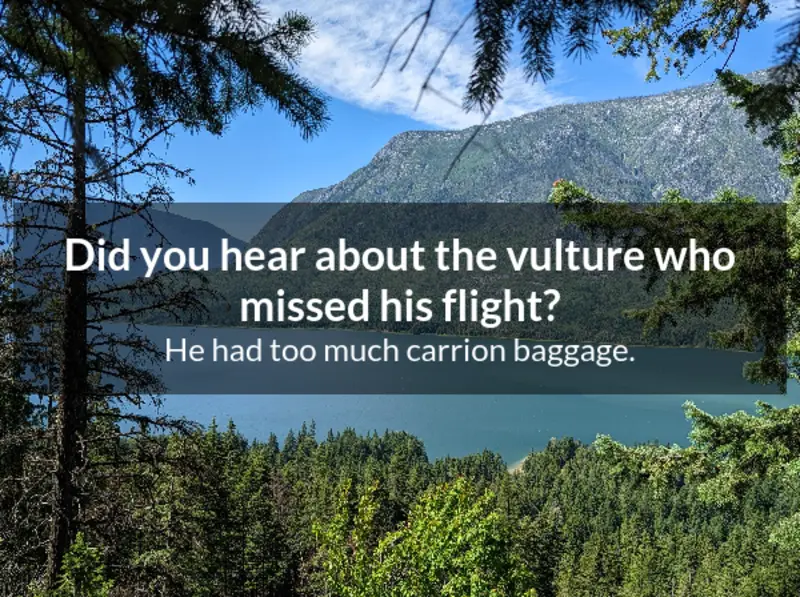 Did you hear about the vulture who
missed his flight?
He had too much carrion baggage.